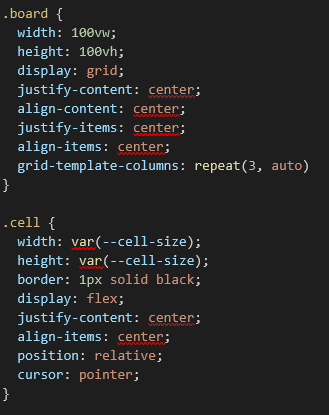 .board {
  width: 100vw;
  height: 100vh;
  display: grid;
  justify-content: center;
  align-content: center;
  justify-items: center;
  align-items: center;
  grid-template-columns: repeat(3, auto)
}

.cell {
  width: var(--cell-size);
  height: var(--cell-size);
  border: 1px solid black;
  display: flex;
  justify-content: center;
  align-items: center;
  position: relative;
  cursor: pointer;
}